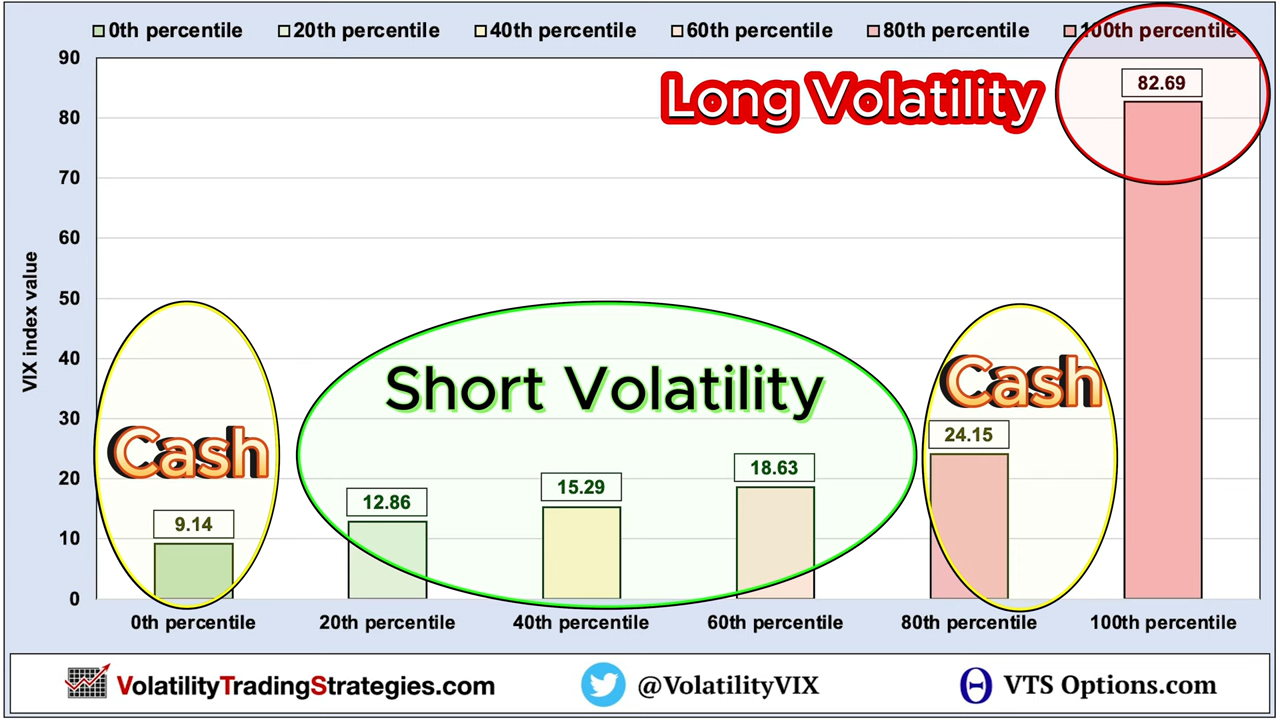 0th percentile 20th percentile 40th percentile 60th percentile 80th percentile 100th percentile
90
80
70
60
50
40
30
20
10
0
VIX index value
Long Volatility
82.69
Short Volatility
Cash
Cash
24.15
18.63
15.29
12.86
9.14
0th percentile 20th percentile 40th percentile 60th percentile 80th percentile 100th percentile
VolatilityTradingStrategies.com @VolatilityVIX VTS Options.com